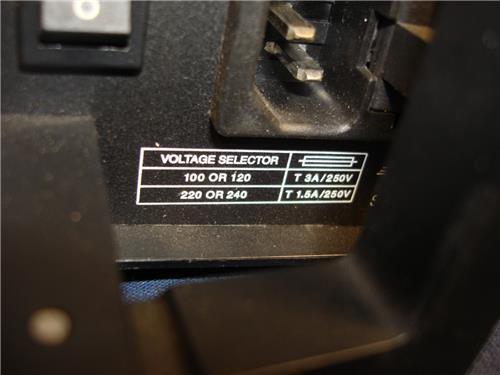 O
VOLTAGE SELECTOR
100 OR 120 T 3A/250V
220 OR 240 T 1.5A/250V